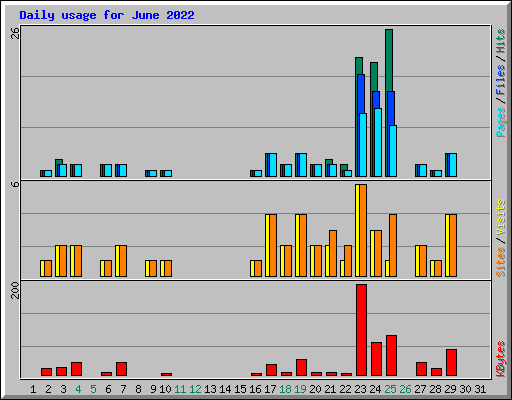 Daily usage for June 2022
26
Pages / Files / Hits
6
Sites / Visits
200
KBytes
1 2 3 4 5 6 7 8 9 10 11 12 13 14 15 16 17 18 19 20 21 22 23 24 25 26 27 28 29 30 31